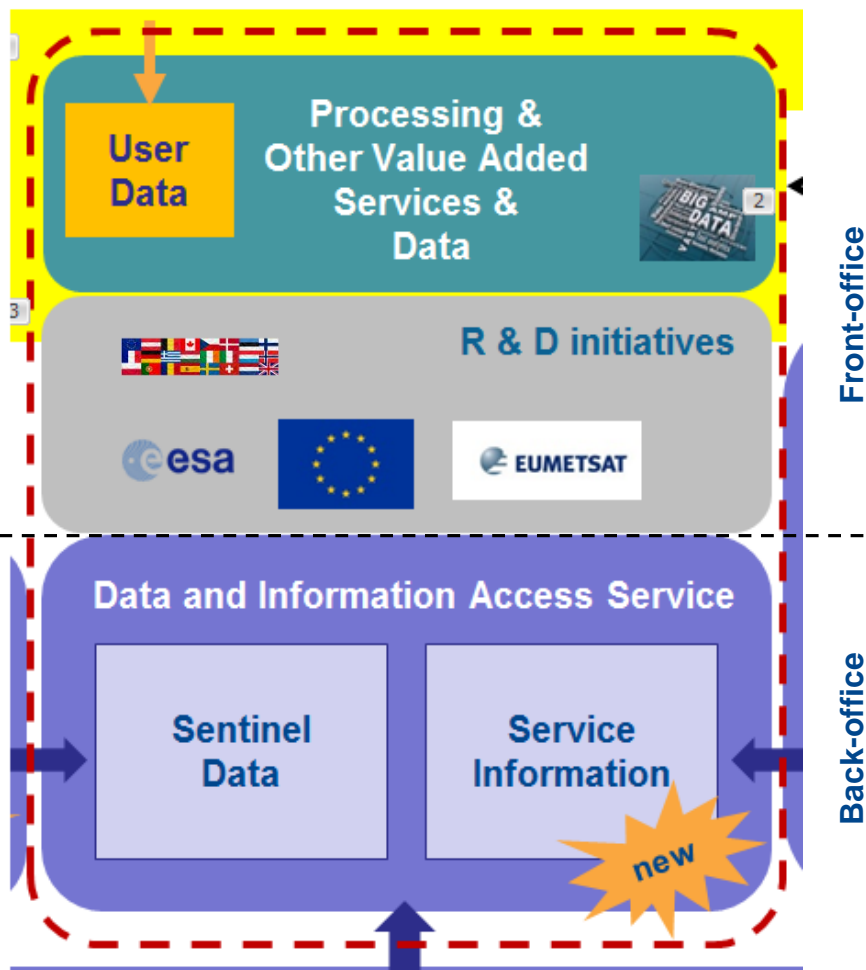 User
Data
Processing &
Other Value Added
Services &
Data
BIG
DATA
2
3
R & D initiatives
esa
EUMETSAT
Front-office
Data and Information Access Service
Sentinel
Data
Service
Information
new
Back-office